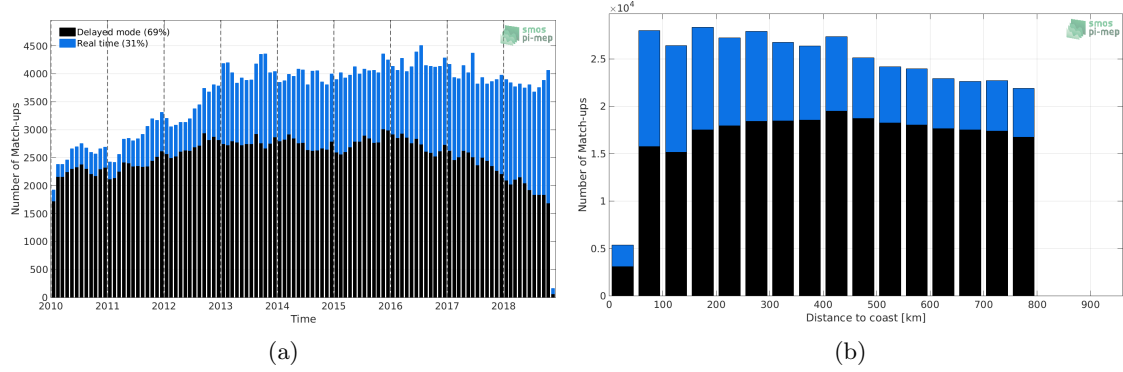 Delayed mode (69%)
Real time (31%)
smos
pi-mep
Number of Match-ups
4500
4000
3500
3000
2500
2000
1500
1000
500
0
2010 2011 2012 2013 2014 2015 2016 2017 2018
Time
(a)
×10⁴
smos
pi-mep
Number of Match-ups
2.5
2
1.5
1
0.5
0
0 100 200 300 400 500 600 700 800 900
Distance to coast [km]
(b)